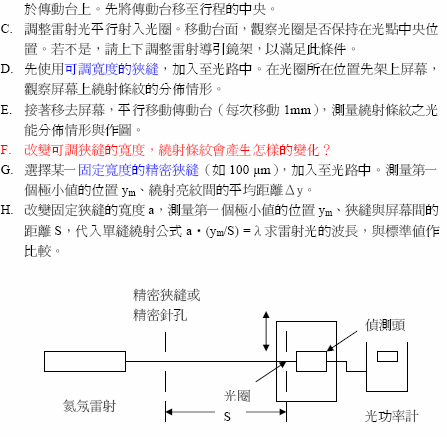 於傳動台上。先將傳動台移至行程的中央。
C. 調整雷射光平行射入光圈。移動台面，觀察光圈是否保持在光點中央位
置。若不是，請上下調整雷射導引鏡架，以滿足此條件。
D. 先使用可調寬度的狹縫，加入至光路中。在光圈所在位置先架上屏幕，
觀察屏幕上繞射條紋的分佈情形。
E. 接著移去屏幕，平行移動傳動台（每次移動 1mm），測量繞射條紋之光
能分佈情形與作圖。
F. 改變可調狹縫的寬度，繞射條紋會產生怎樣的變化？
G. 選擇某一固定寬度的精密狹縫（如 100 μm），加入至光路中。測量第一
個極小值的位置 ym、繞射亮紋間的平均距離 Δy。
H. 改變固定狹縫的寬度 a，測量第一個極小值的位置 ym、狹縫與屏幕間的
距離 S，代入單縫繞射公式 a・(ym/S) = λ 求雷射光的波長，與標準值作
比較。
精密狹縫或
精密針孔
偵測頭
光圈
氦氖雷射
S
光功率計